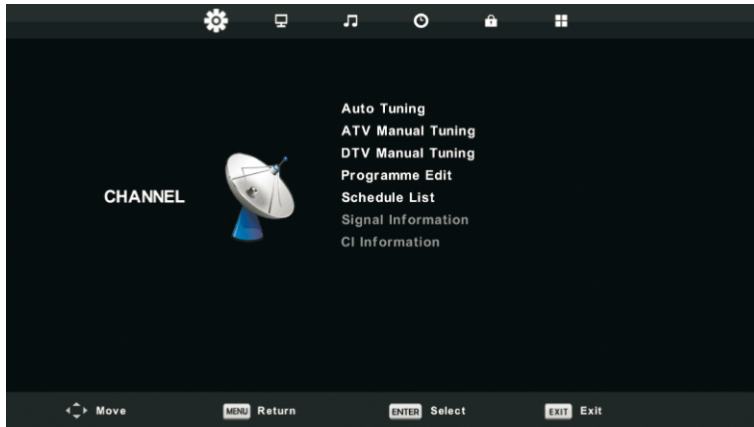 Auto Tuning
ATV Manual Tuning
DTV Manual Tuning
Programme Edit
CHANNEL
Schedule List
Signal Information
CI Information
Move MENU Return ENTER Select EXIT Exit